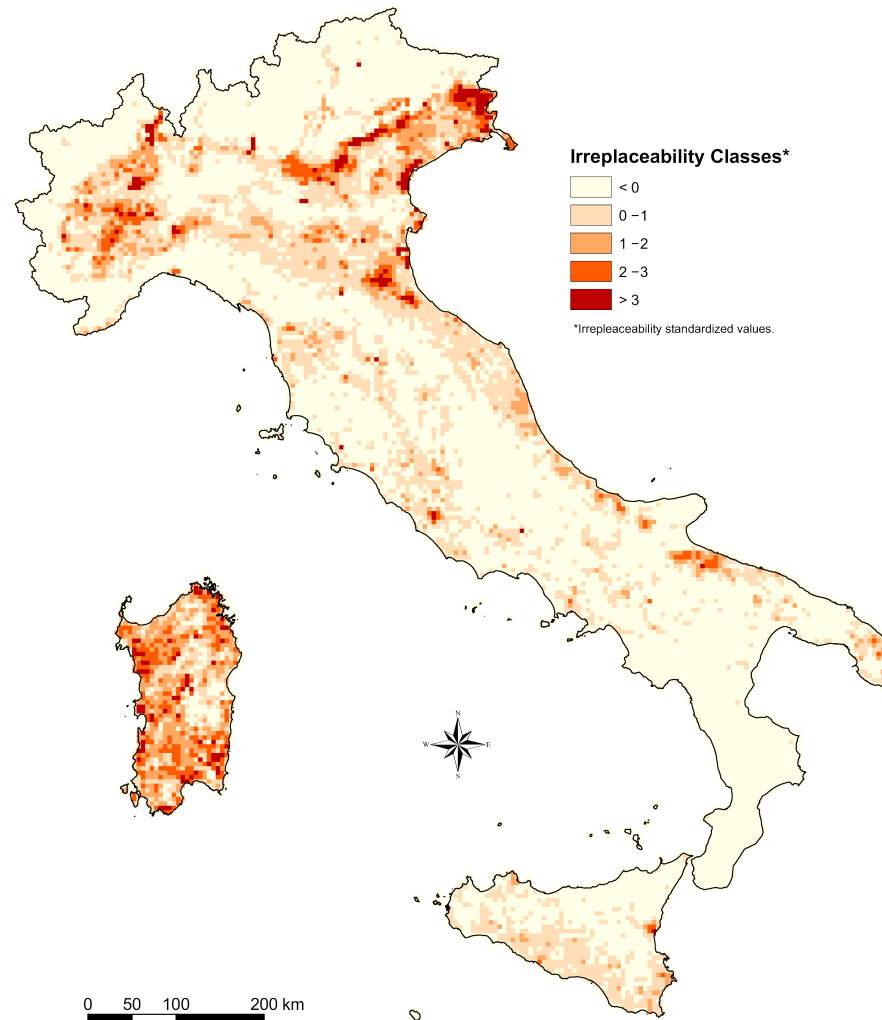 Irreplaceability Classes*
< 0
0 −1
1 −2
2 −3
> 3
*Irrepleaceability standardized values.
N
W E
S
0 50 100 200 km